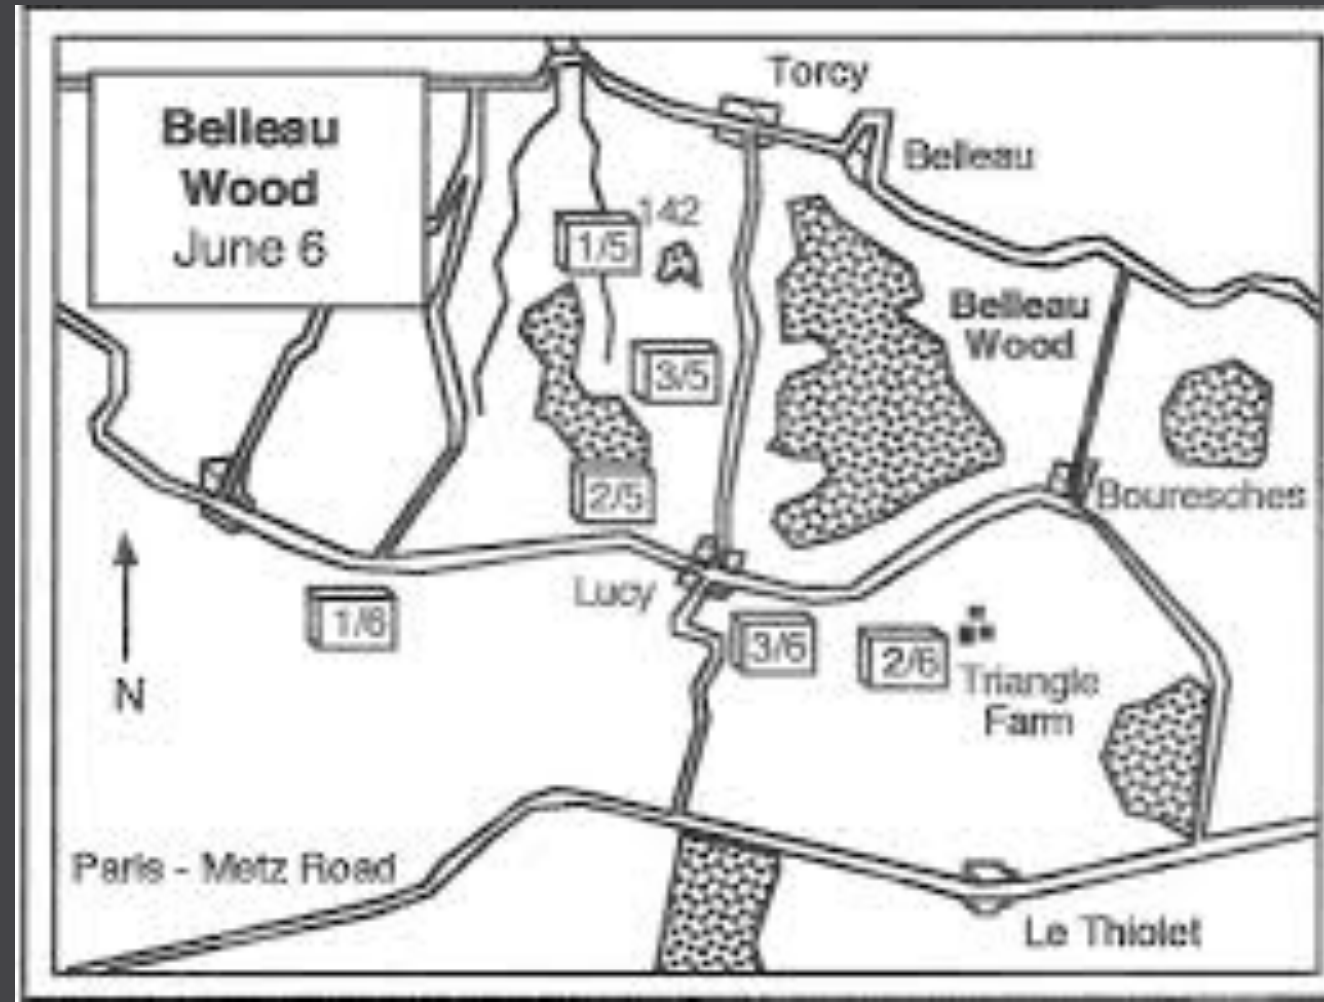 Belleau
Wood
June 6
Torcy
Belleau
142
1/5
Belleau
Wood
3/5
2/5
Bouresches
Lucy
1/6
3/6
2/6
Triangle
Farm
N
Paris - Metz Road
Le Thiolet